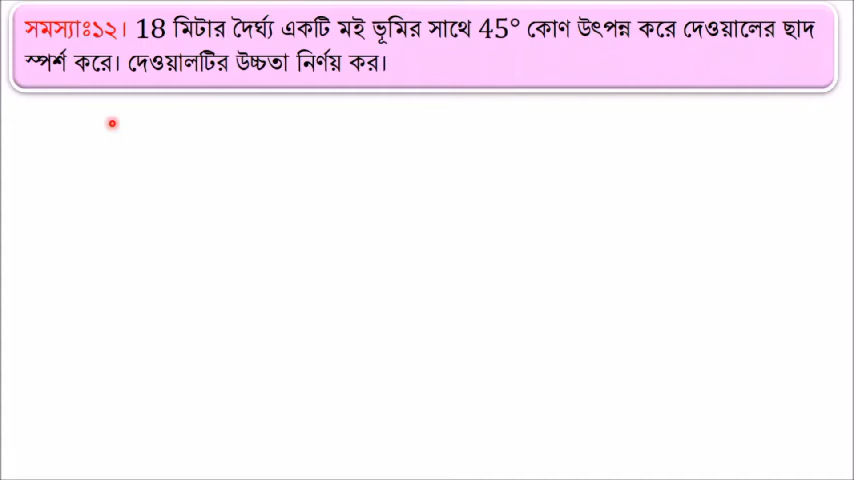 সমস্যাঃ১২। 18 মিটার দৈর্ঘ্য একটি মই ভূমির সাথে 45° কোণ উৎপন্ন করে দেওয়ালের ছাদ
স্পর্শ করে। দেওয়ালটির উচ্চতা নির্ণয় কর।